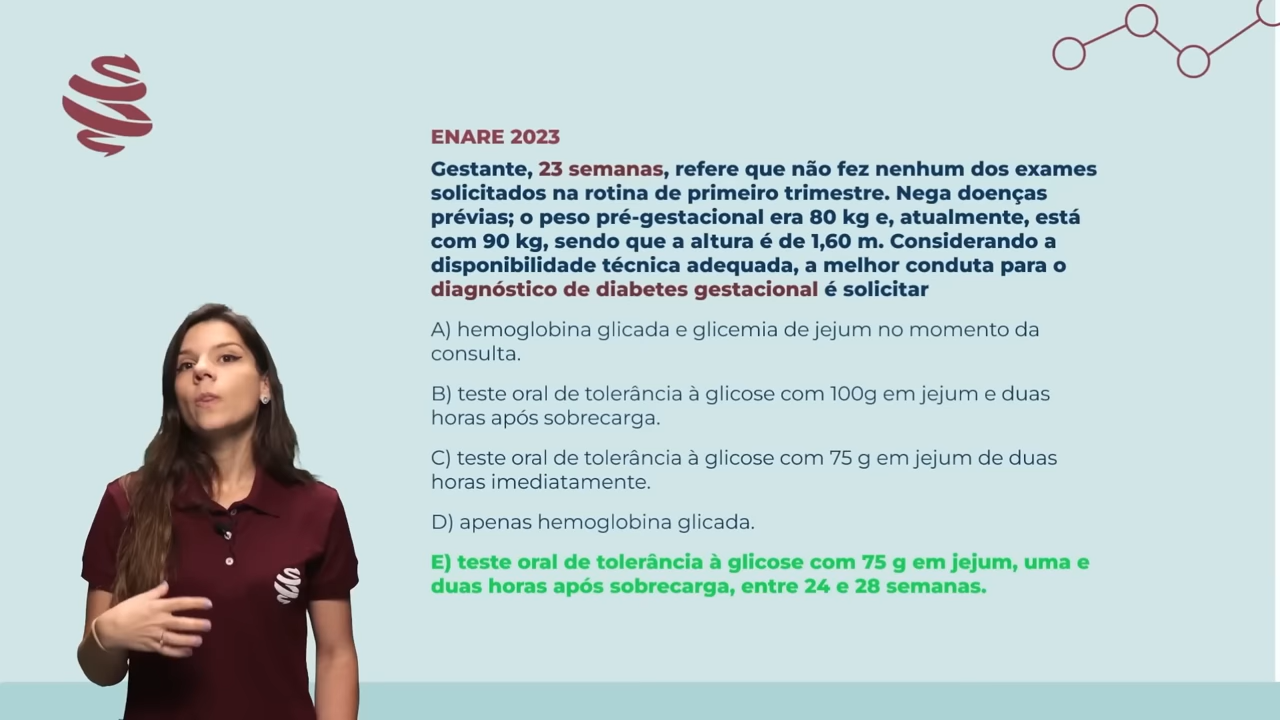 ENARE 2023
Gestante, 23 semanas, refere que não fez nenhum dos exames
solicitados na rotina de primeiro trimestre. Nega doenças
prévias; o peso pré-gestacional era 80 kg e, atualmente, está
com 90 kg, sendo que a altura é de 1,60 m. Considerando a
disponibilidade técnica adequada, a melhor conduta para o
diagnóstico de diabetes gestacional é solicitar
A) hemoglobina glicada e glicemia de jejum no momento da
consulta.
B) teste oral de tolerância à glicose com 100g em jejum e duas
horas após sobrecarga.
C) teste oral de tolerância à glicose com 75 g em jejum de duas
horas imediatamente.
D) apenas hemoglobina glicada.
E) teste oral de tolerância à glicose com 75 g em jejum, uma e
duas horas após sobrecarga, entre 24 e 28 semanas.